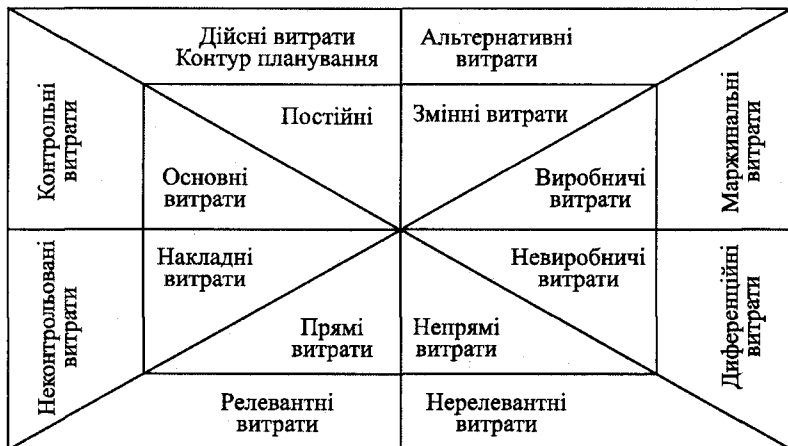 Дійсні витрати
Контур планування
Альтернативні
витрати
Контрольні
витрати
Постійні
Змінні витрати
Маржинальні
витрати
Основні
витрати
Виробничі
витрати
Неконтрольовані
витрати
Накладні
витрати
Невиробничі
витрати
Диференційні
витрати
Прямі
витрати
Непрямі
витрати
Релевантні
витрати
Нерелевантні
витрати